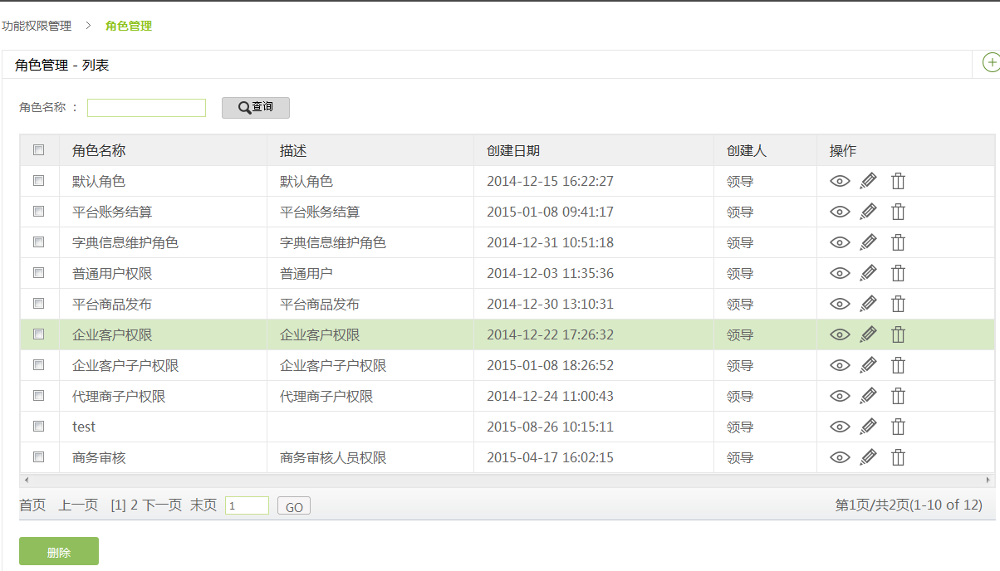 功能权限管理 > 角色管理
角色管理 - 列表
角色名称 ： 查询
角色名称 描述 创建日期 创建人 操作
默认角色 默认角色 2014-12-15 16:22:27 领导
平台账务结算 平台账务结算 2015-01-08 09:41:17 领导
字典信息维护角色 字典信息维护角色 2014-12-31 10:51:18 领导
普通用户权限 普通用户 2014-12-03 11:35:36 领导
平台商品发布 平台商品发布 2014-12-30 13:10:31 领导
企业客户权限 企业客户权限 2014-12-22 17:26:32 领导
企业客户子户权限 企业客户子户权限 2015-01-08 18:26:52 领导
代理商子户权限 代理商子户权限 2014-12-24 11:00:43 领导
test 2015-08-26 10:15:11 领导
商务审核 商务审核人员权限 2015-04-17 16:02:15 领导
首页 上一页 [1] 2 下一页 末页 1 GO 第1页/共2页(1-10 of 12)
删除